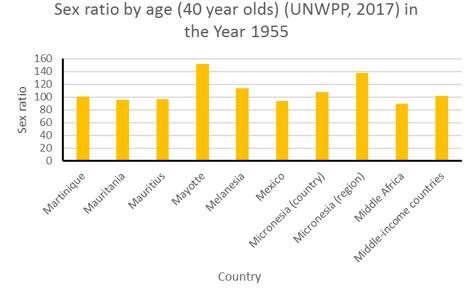 Sex ratio by age (40 year olds) (UNWPP, 2017) in
the Year 1955
Sex ratio
160
140
120
100
80
60
40
20
0
Martinique
Mauritania
Mauritius
Mayotte
Melanesia
Mexico
Micronesia (country)
Micronesia (region)
Middle Africa
Middle-income countries
Country